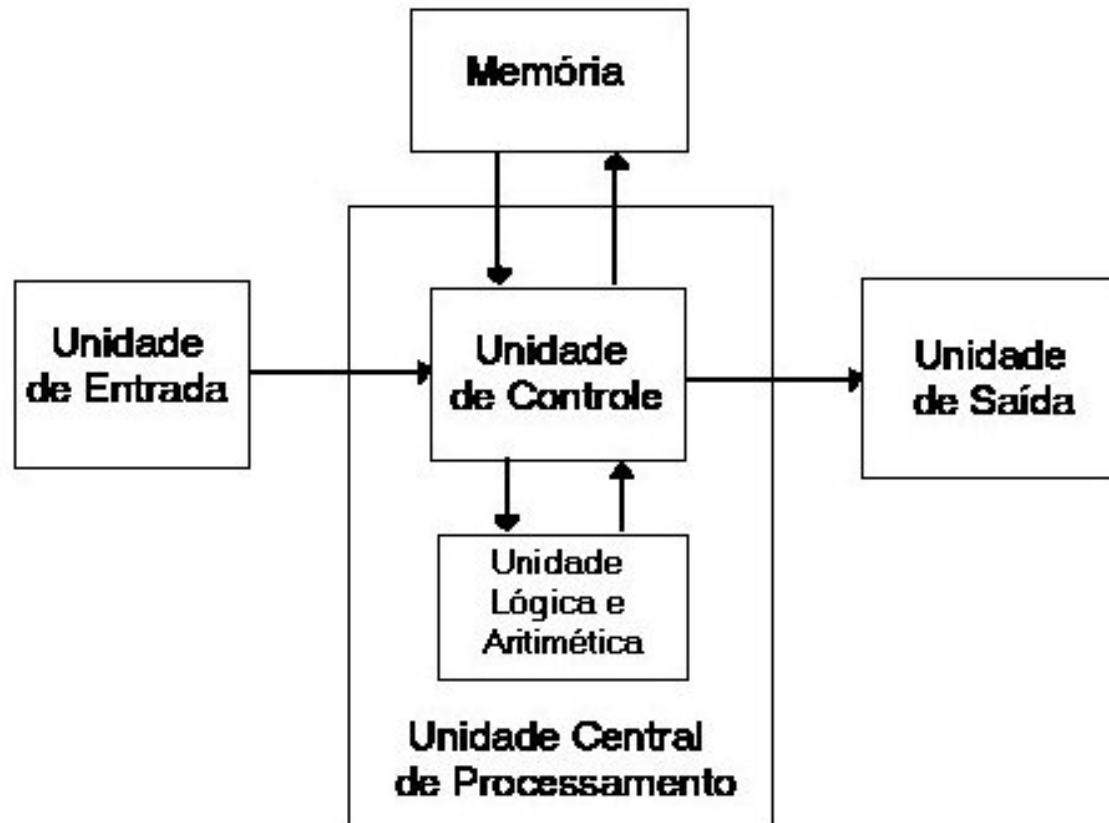 Memória
Unidade
de Entrada
Unidade
de Controle
Unidade
de Saída
Unidade
Lógica e
Aritimética
Unidade Central
de Processamento